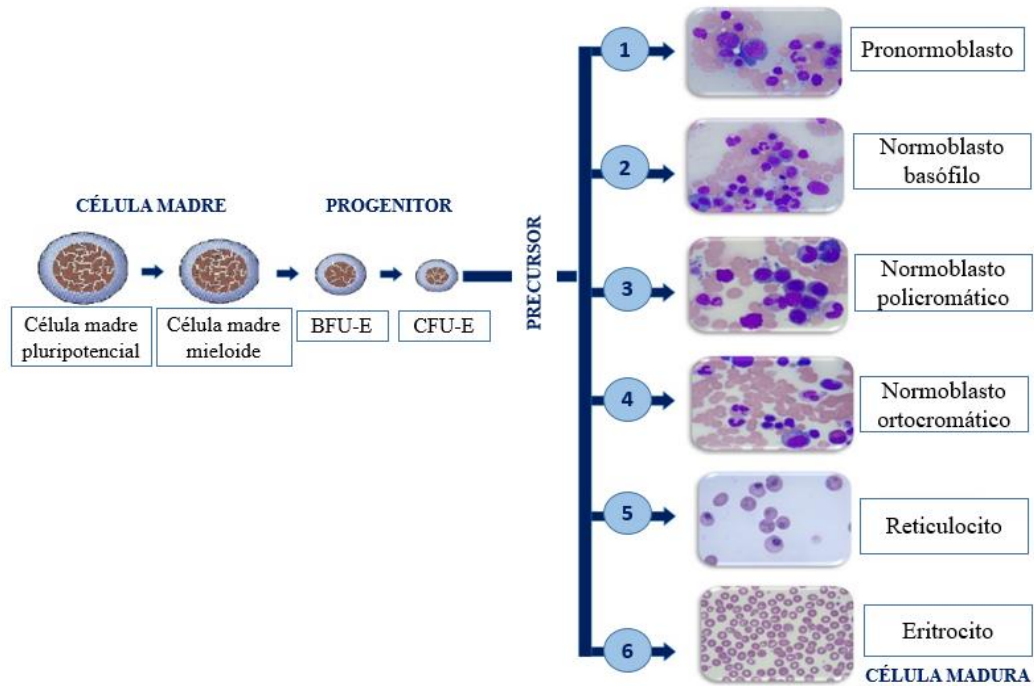 CÉLULA MADRE
PROGENITOR
Célula madre
pluripotencial
Célula madre
mieloide
BFU-E
CFU-E
PRECURSOR
1
Pronormoblasto
2
Normoblasto
basófilo
3
Normoblasto
policromático
4
Normoblasto
ortocromático
5
Reticulocito
6
Eritrocito
CÉLULA MADURA